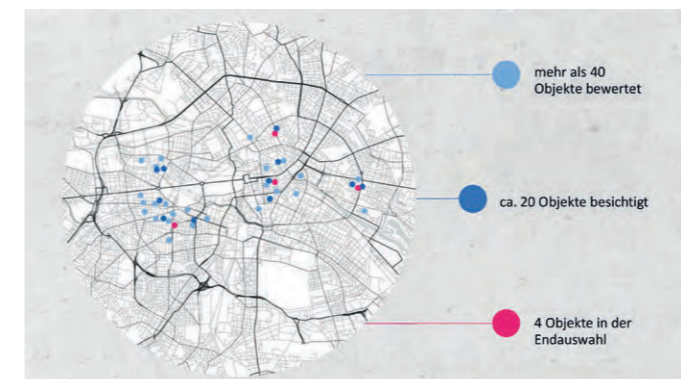 mehr als 40
Objekte bewertet
ca. 20 Objekte besichtigt
4 Objekte in der
Endauswahl